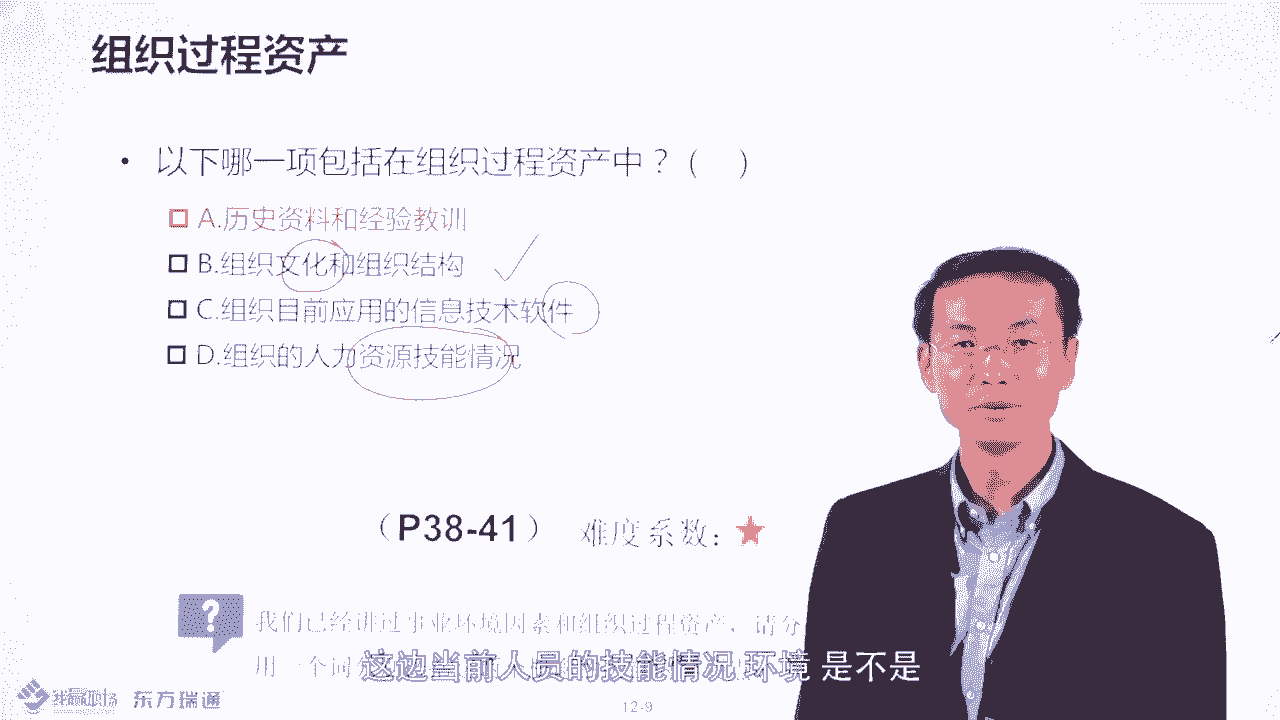 组织过程资产
• 以下哪一项包括在组织过程资产中？（ ）
A.历史资料和经验教训
B.组织文化和组织结构
C.组织目前应用的信息技术软件
D.组织的人力资源技能情况
（P38-41） 难度系数：
? 我们已经讲过事业环境因素和组织过程资产，请分
用一个词
这边当前人员的技能情况 环境 是不是
东方瑞通
12-9